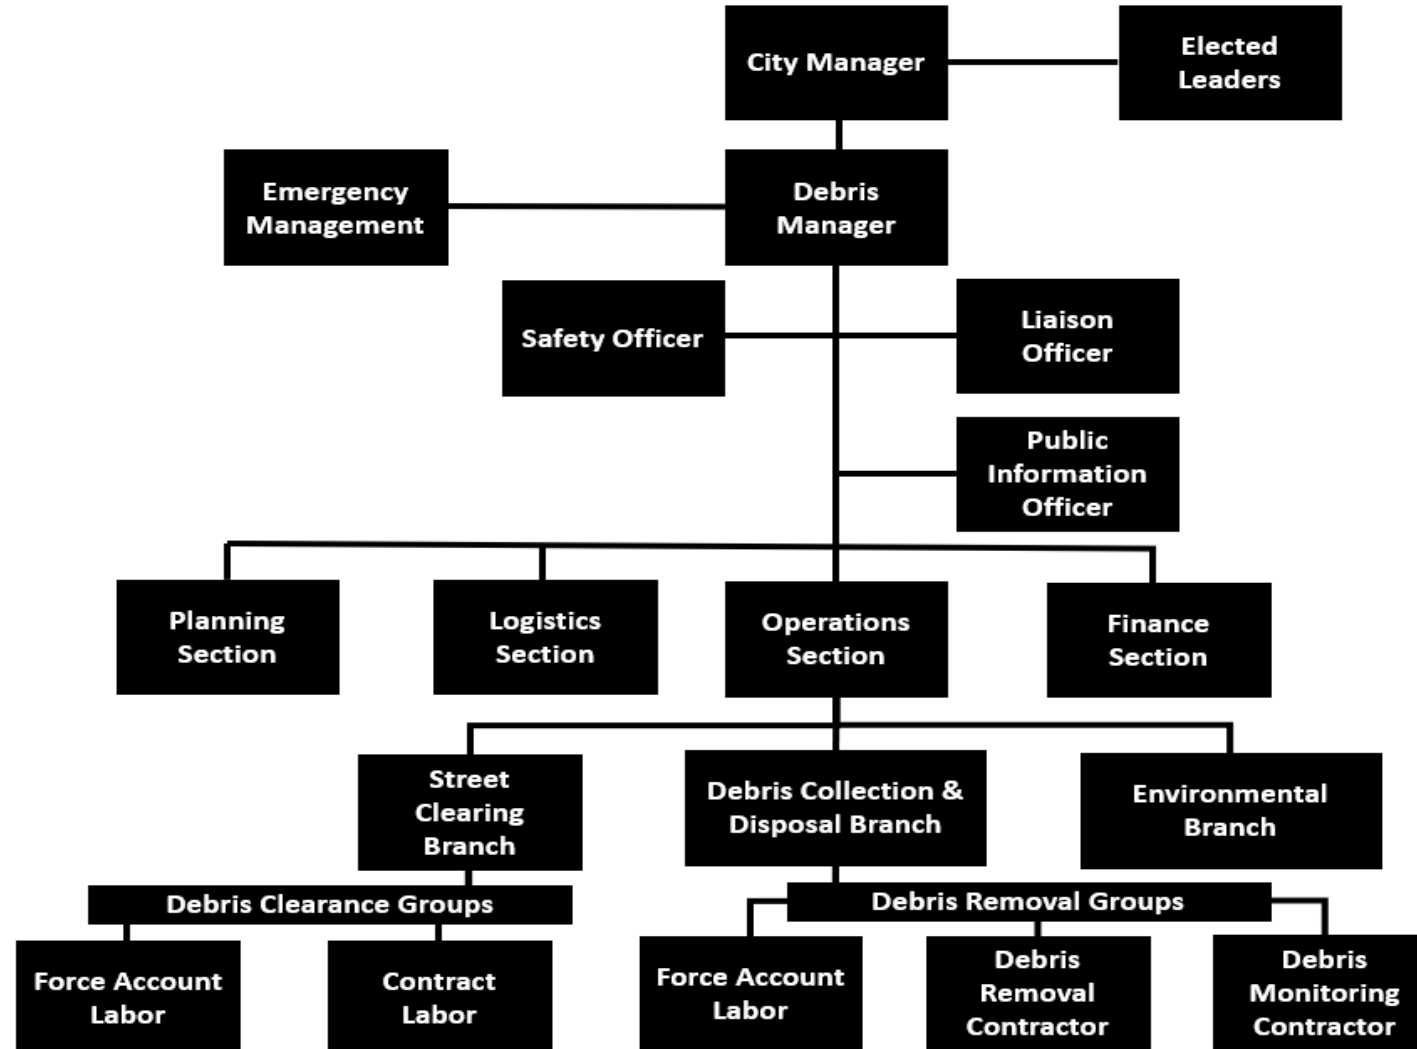 City Manager
Elected
Leaders
Emergency
Management
Debris
Manager
Safety Officer
Liaison
Officer
Public
Information
Officer
Planning
Section
Logistics
Section
Operations
Section
Finance
Section
Street
Clearing
Branch
Debris Collection &
Disposal Branch
Environmental
Branch
Debris Clearance Groups
Debris Removal Groups
Force Account
Labor
Contract
Labor
Force Account
Labor
Debris
Removal
Contractor
Debris
Monitoring
Contractor